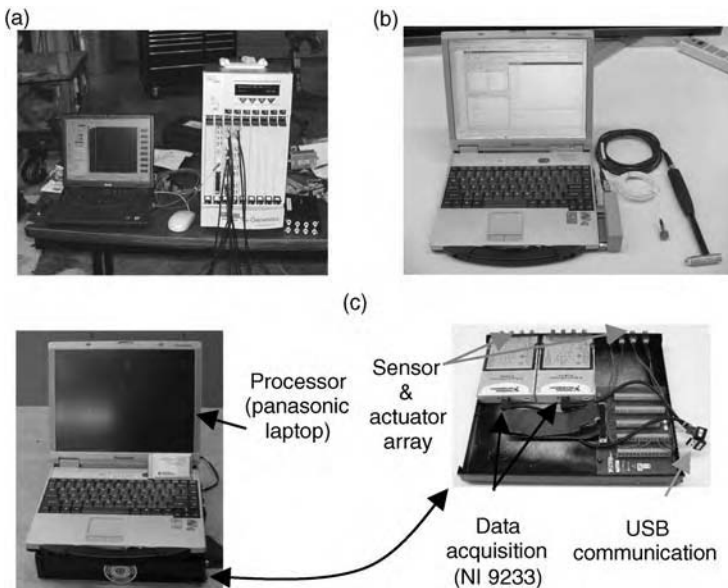 (a)
(b)
(c)
Processor
(panasonic
laptop)
Sensor
&
actuator
array
Data
acquisition
(NI 9233)
USB
communication